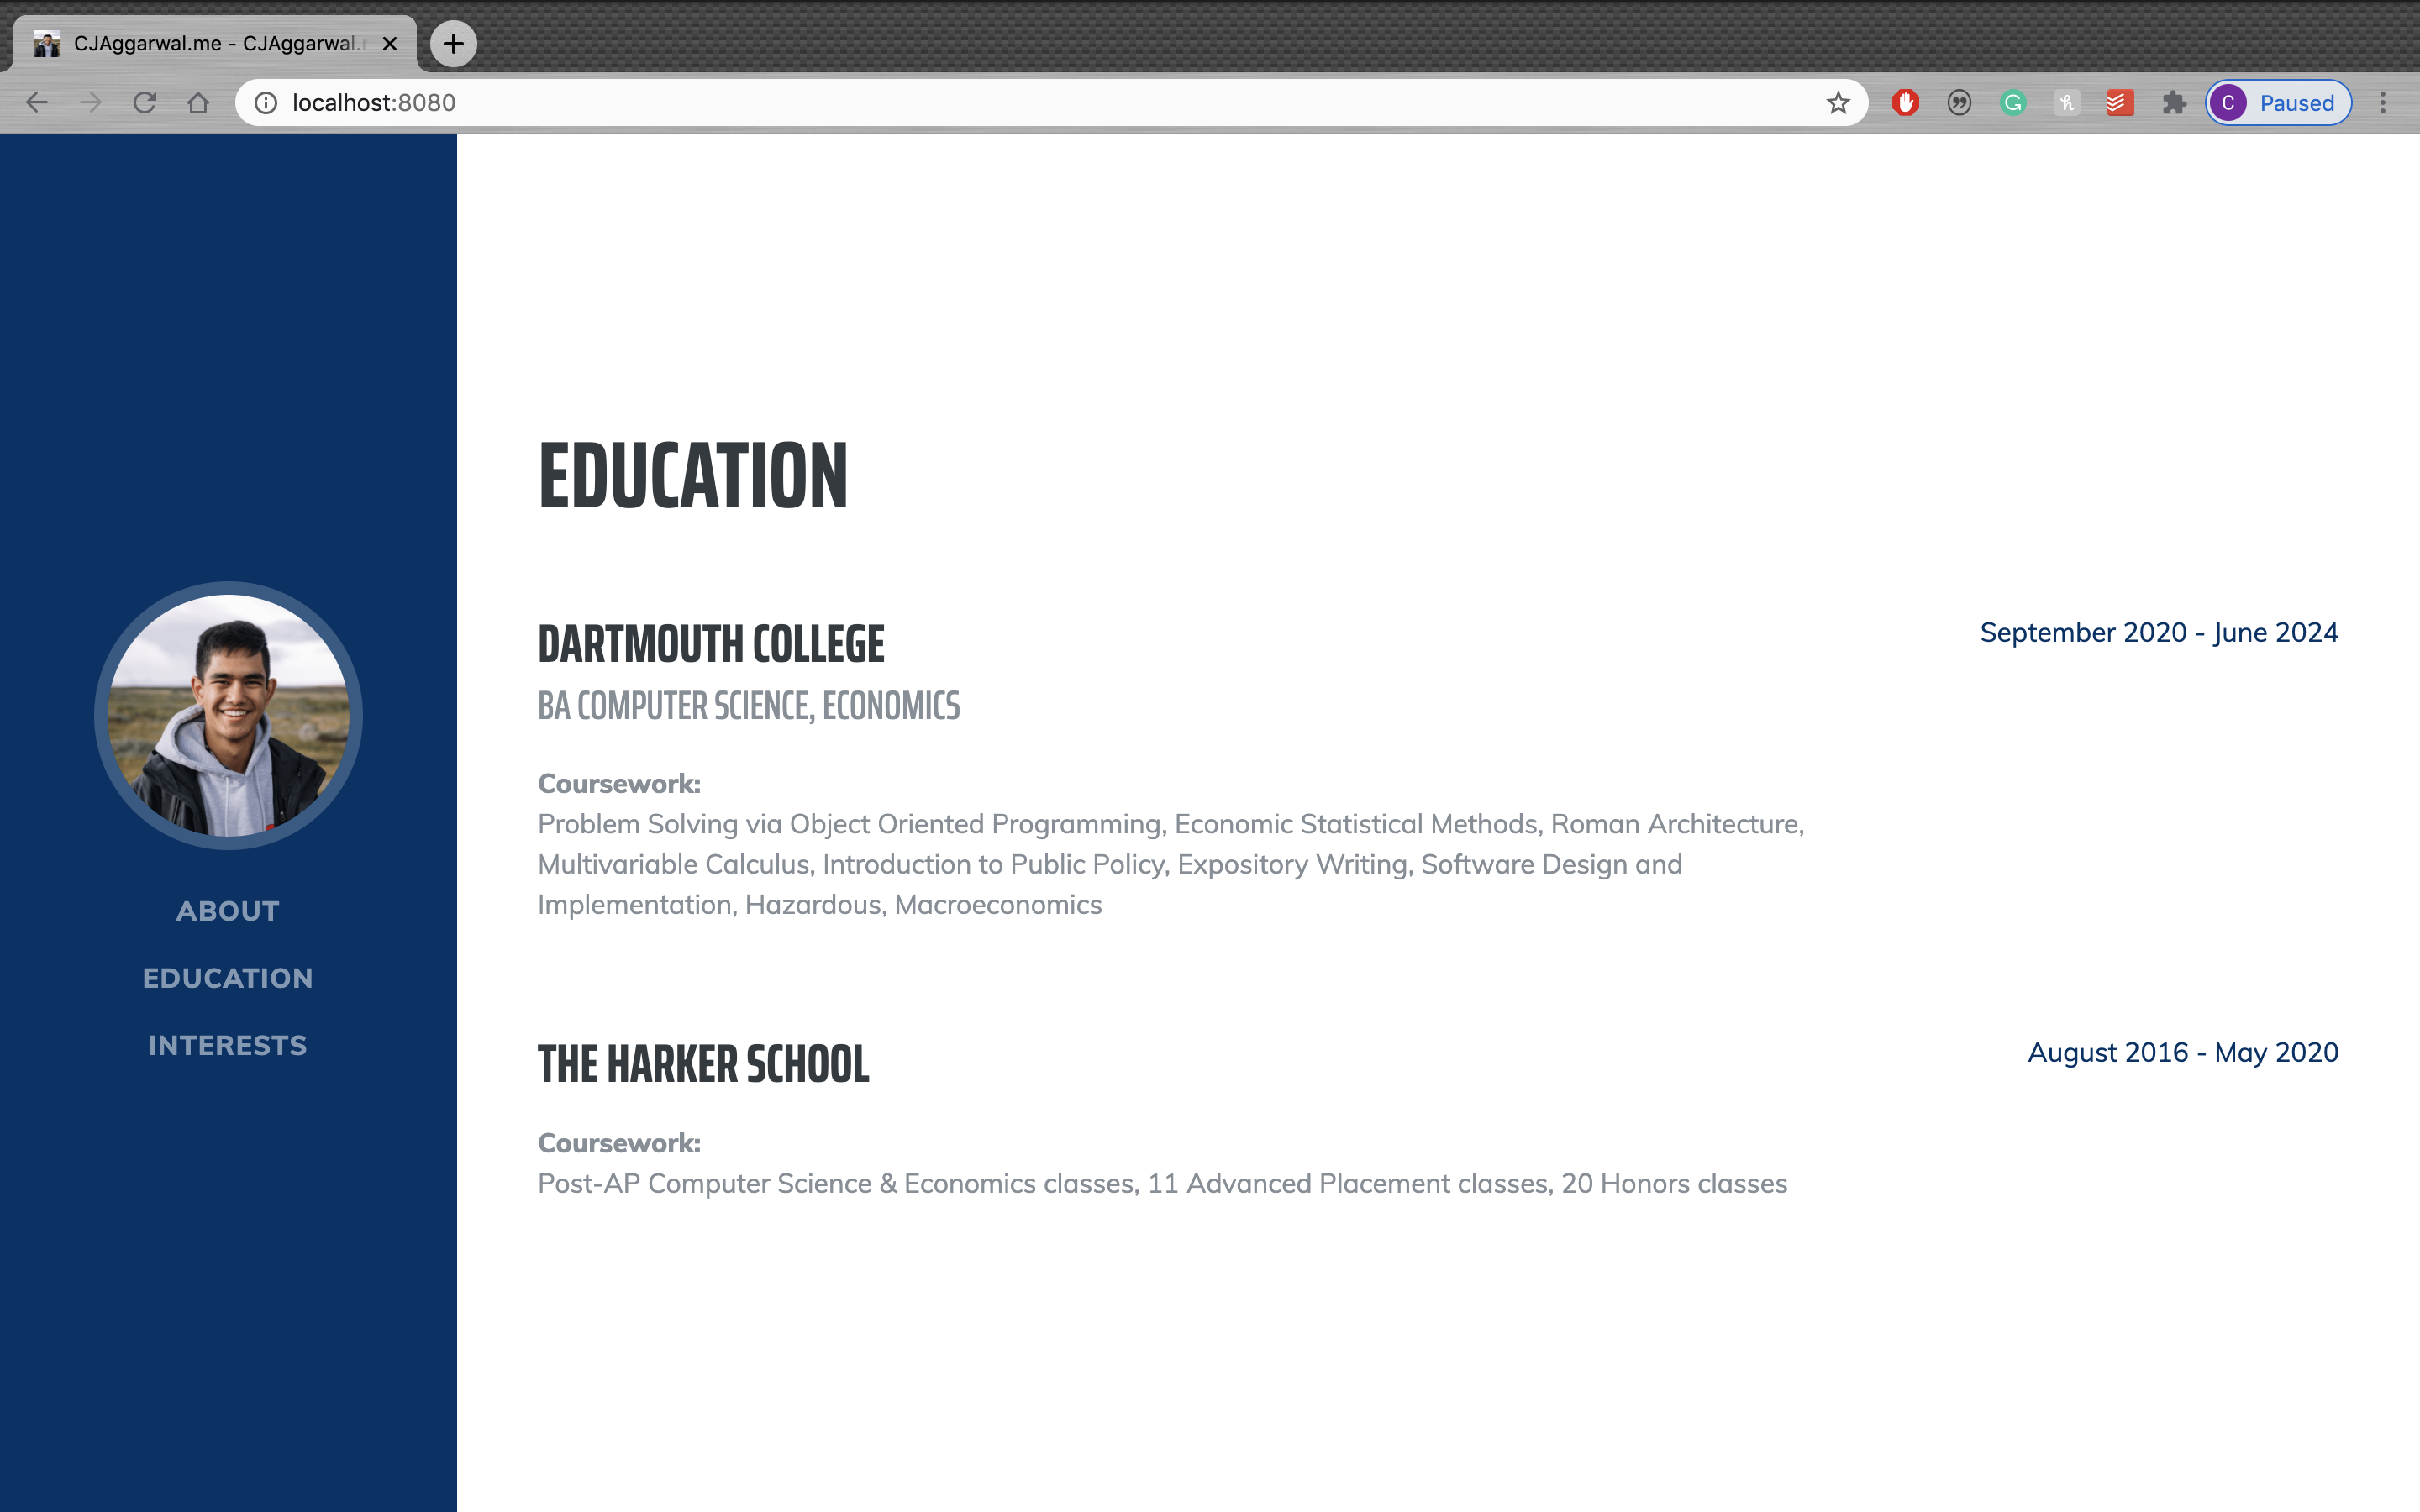 CJAggarwal.me - CJAggarwal.
localhost:8080
C Paused
ABOUT
EDUCATION
INTERESTS
EDUCATION
DARTMOUTH COLLEGE
September 2020 - June 2024
BA COMPUTER SCIENCE, ECONOMICS
Coursework:
Problem Solving via Object Oriented Programming, Economic Statistical Methods, Roman Architecture,
Multivariable Calculus, Introduction to Public Policy, Expository Writing, Software Design and
Implementation, Hazardous, Macroeconomics
THE HARKER SCHOOL
August 2016 - May 2020
Coursework:
Post-AP Computer Science & Economics classes, 11 Advanced Placement classes, 20 Honors classes